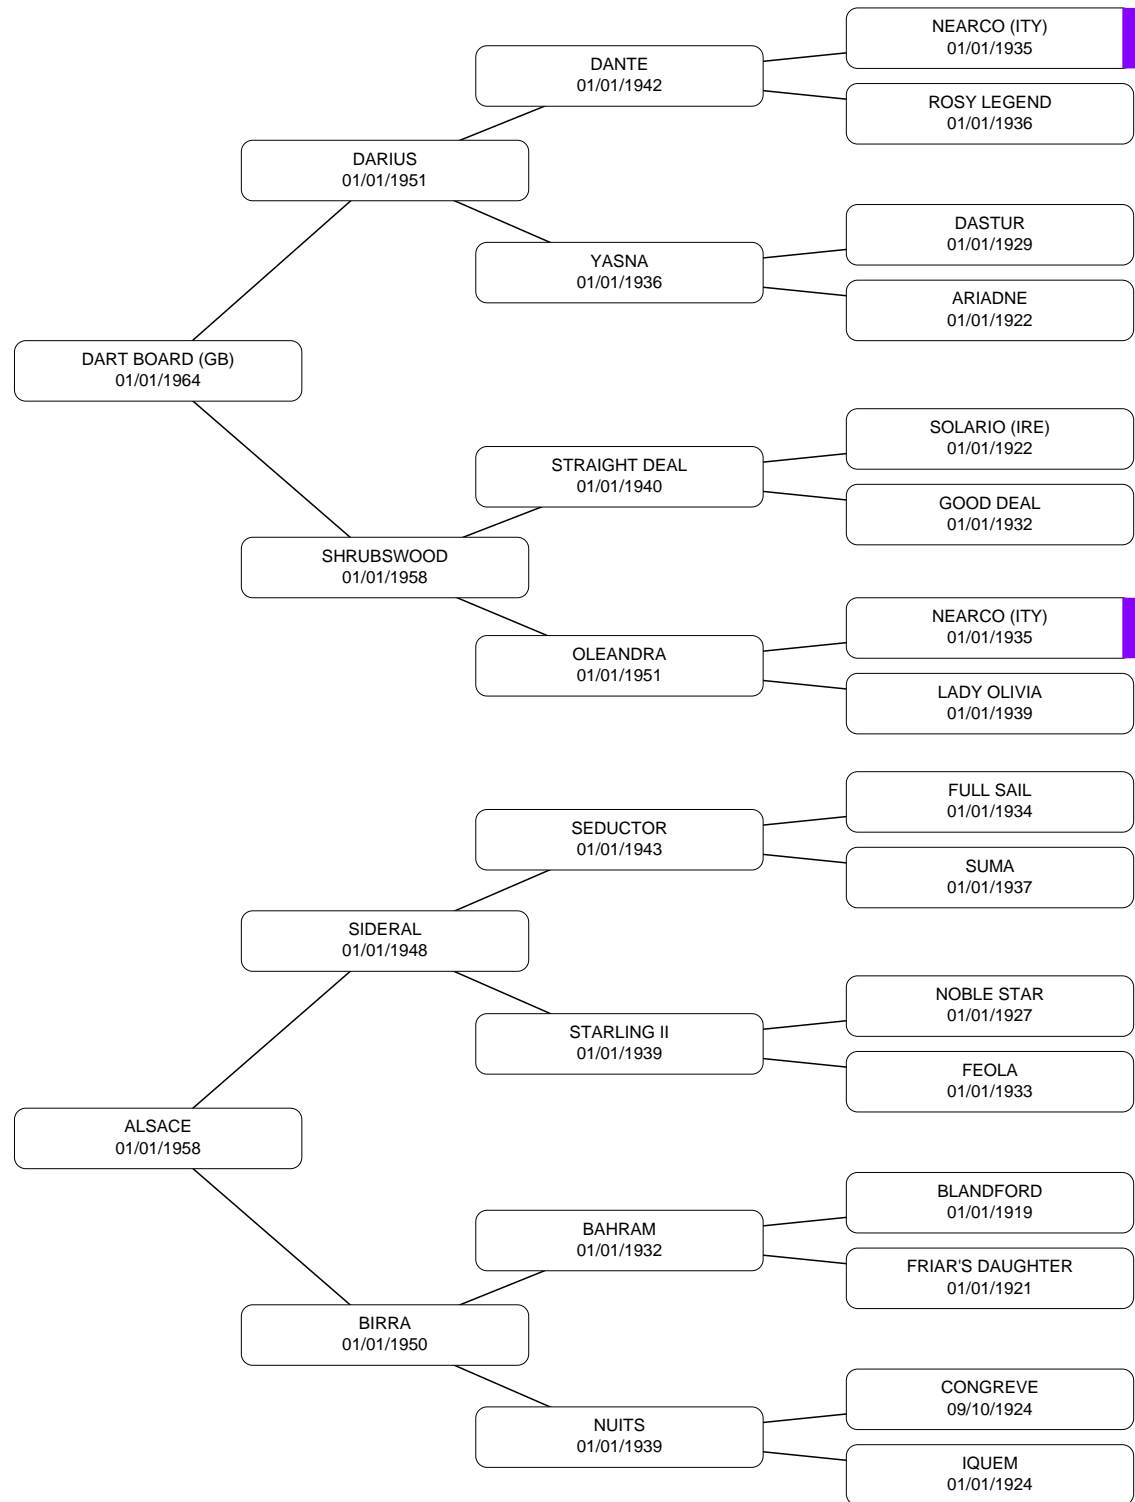 NEARCO (ITY)
01/01/1935
DANTE
01/01/1942
ROSY LEGEND
01/01/1936
DARIUS
01/01/1951
DASTUR
01/01/1929
YASNA
01/01/1936
ARIADNE
01/01/1922
DART BOARD (GB)
01/01/1964
SOLARIO (IRE)
01/01/1922
STRAIGHT DEAL
01/01/1940
GOOD DEAL
01/01/1932
SHRUBSWOOD
01/01/1958
NEARCO (ITY)
01/01/1935
OLEANDRA
01/01/1951
LADY OLIVIA
01/01/1939
FULL SAIL
01/01/1934
SEDUCTOR
01/01/1943
SUMA
01/01/1937
SIDERAL
01/01/1948
NOBLE STAR
01/01/1927
STARLING II
01/01/1939
FEOLA
01/01/1933
ALSACE
01/01/1958
BLANDFORD
01/01/1919
BAHRAM
01/01/1932
FRIAR'S DAUGHTER
01/01/1921
BIRRA
01/01/1950
CONGREVE
09/10/1924
NUITS
01/01/1939
IQUEM
01/01/1924